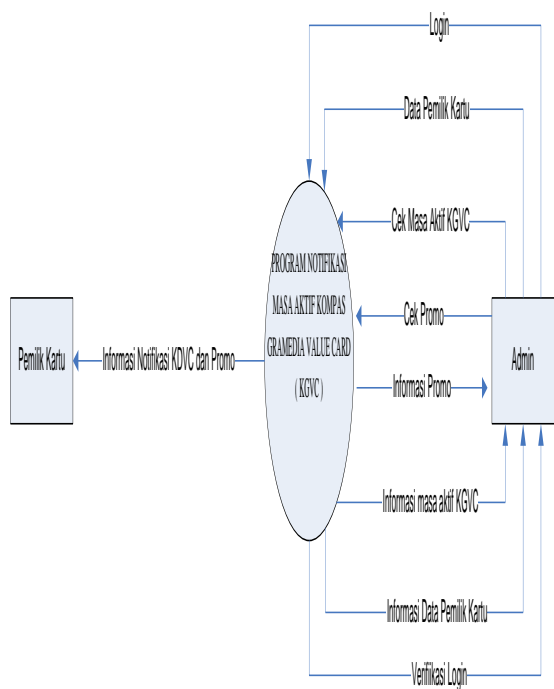 Login
Data Pemilik Kartu
Cek Masa Aktif KGVC
PROGRAM NOTIFIKASI
MASA AKTIF KOMPAS
GRAMEDIA VALUE CARD
( KGVC )
Cek Promo
Pemilik Kartu
Informasi Notifikasi KDVC dan Promo
Admin
Informasi Promo
Informasi masa aktif KGVC
Informasi Data Pemilik Kartu
Verifiikasi Login